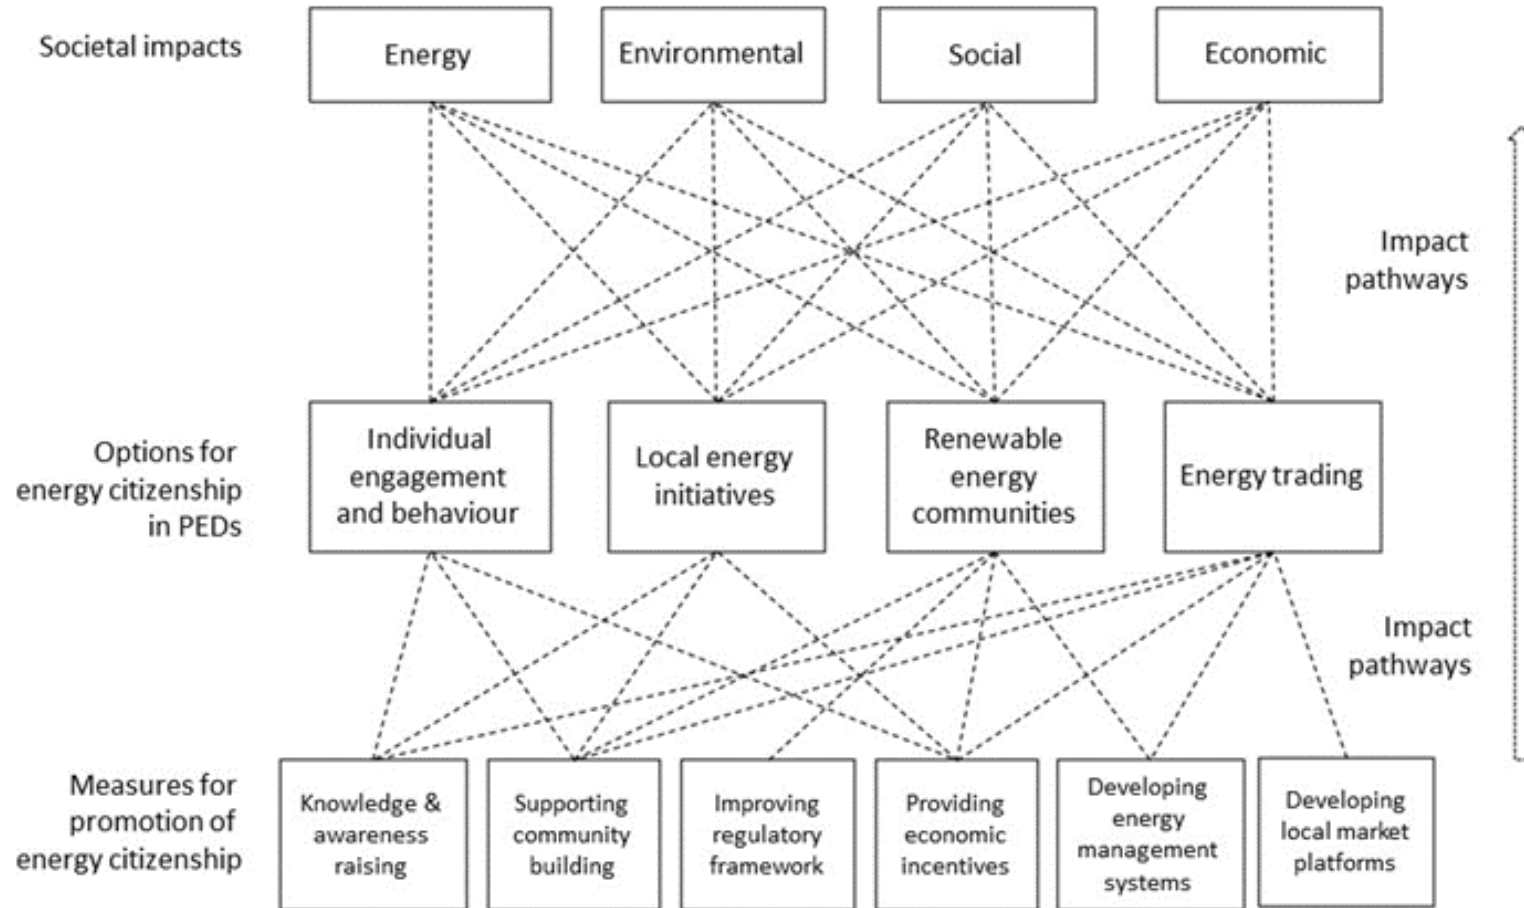 Societal impacts
Energy
Environmental
Social
Economic
Impact
pathways
Options for
energy citizenship
in PEDs
Individual
engagement
and behaviour
Local energy
initiatives
Renewable
energy
communities
Energy trading
Impact
pathways
Measures for
promotion of
energy citizenship
Knowledge &
awareness
raising
Supporting
community
building
Improving
regulatory
framework
Providing
economic
incentives
Developing
energy
management
systems
Developing
local market
platforms